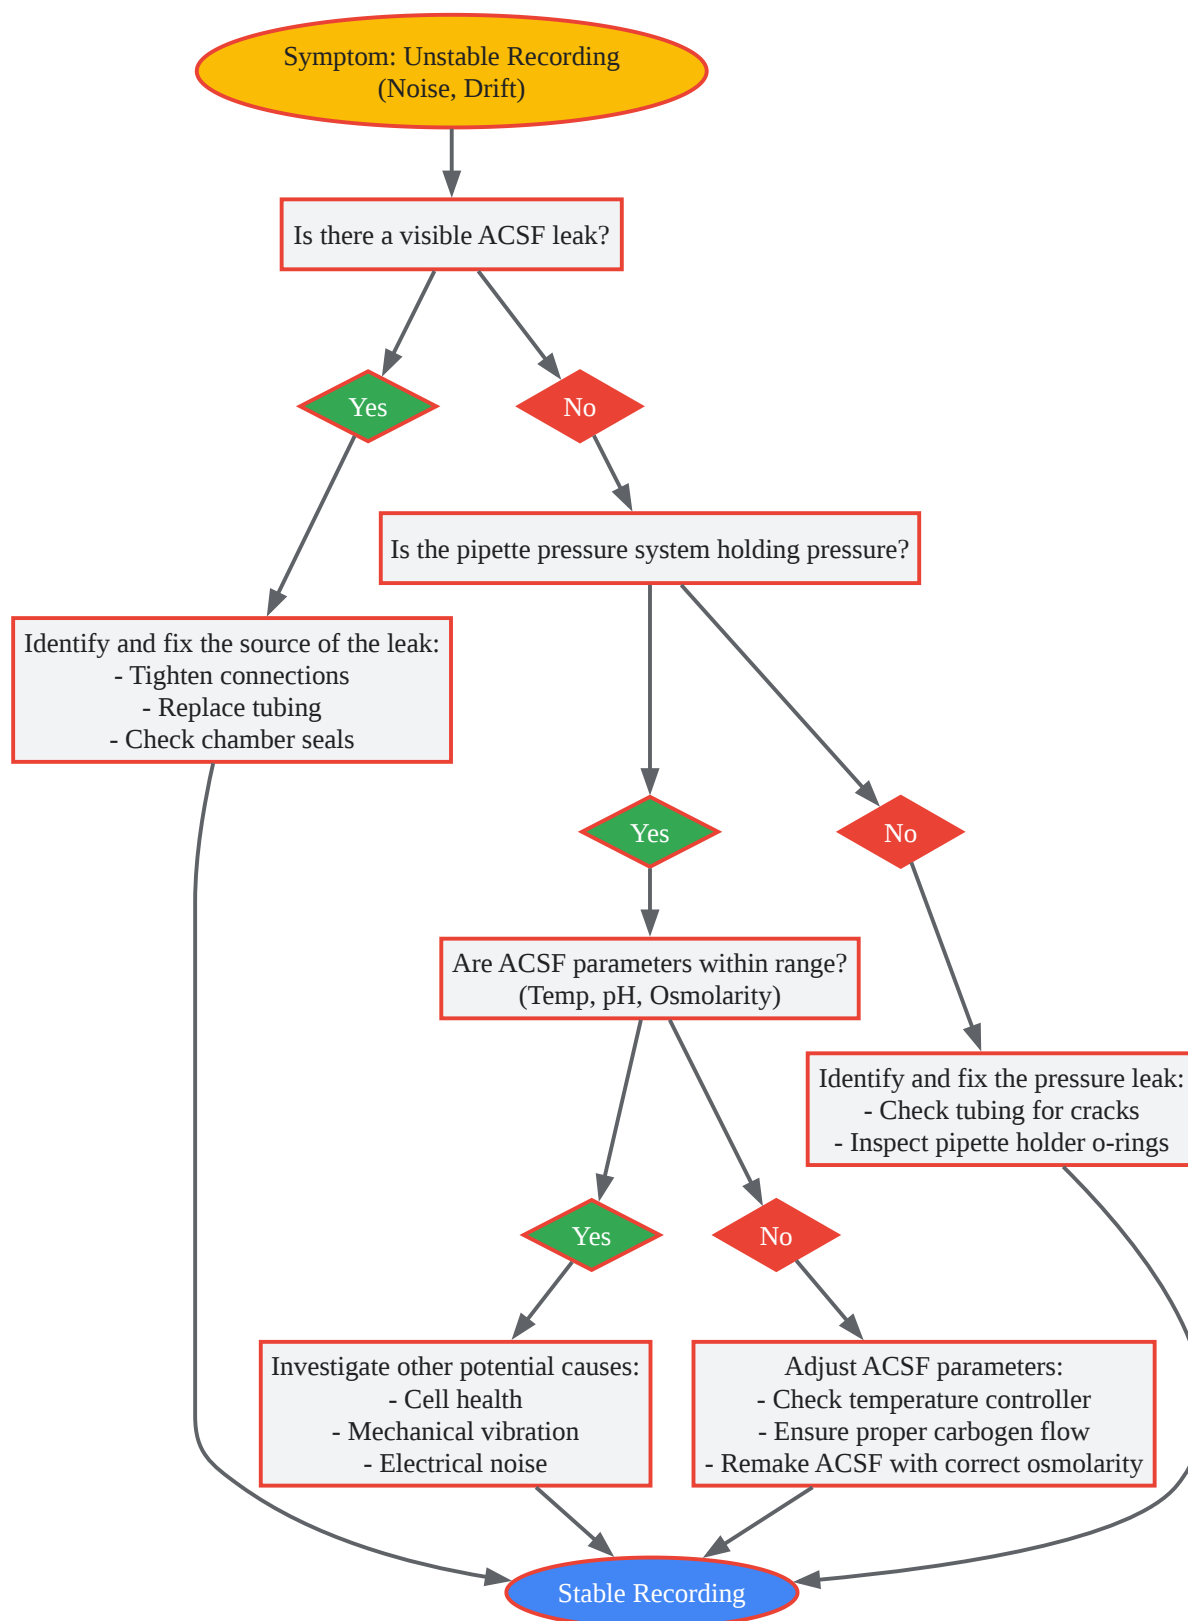 Symptom: Unstable Recording
(Noise, Drift)
Is there a visible ACSF leak?
Yes
No
Is the pipette pressure system holding pressure?
Identify and fix the source of the leak:
- Tighten connections
- Replace tubing
- Check chamber seals
Yes
No
Are ACSF parameters within range?
(Temp, pH, Osmolarity)
Identify and fix the pressure leak:
- Check tubing for cracks
- Inspect pipette holder o-rings
Yes
No
Investigate other potential causes:
- Cell health
- Mechanical vibration
- Electrical noise
Adjust ACSF parameters:
- Check temperature controller
- Ensure proper carbogen flow
- Remake ACSF with correct osmolarity
Stable Recording